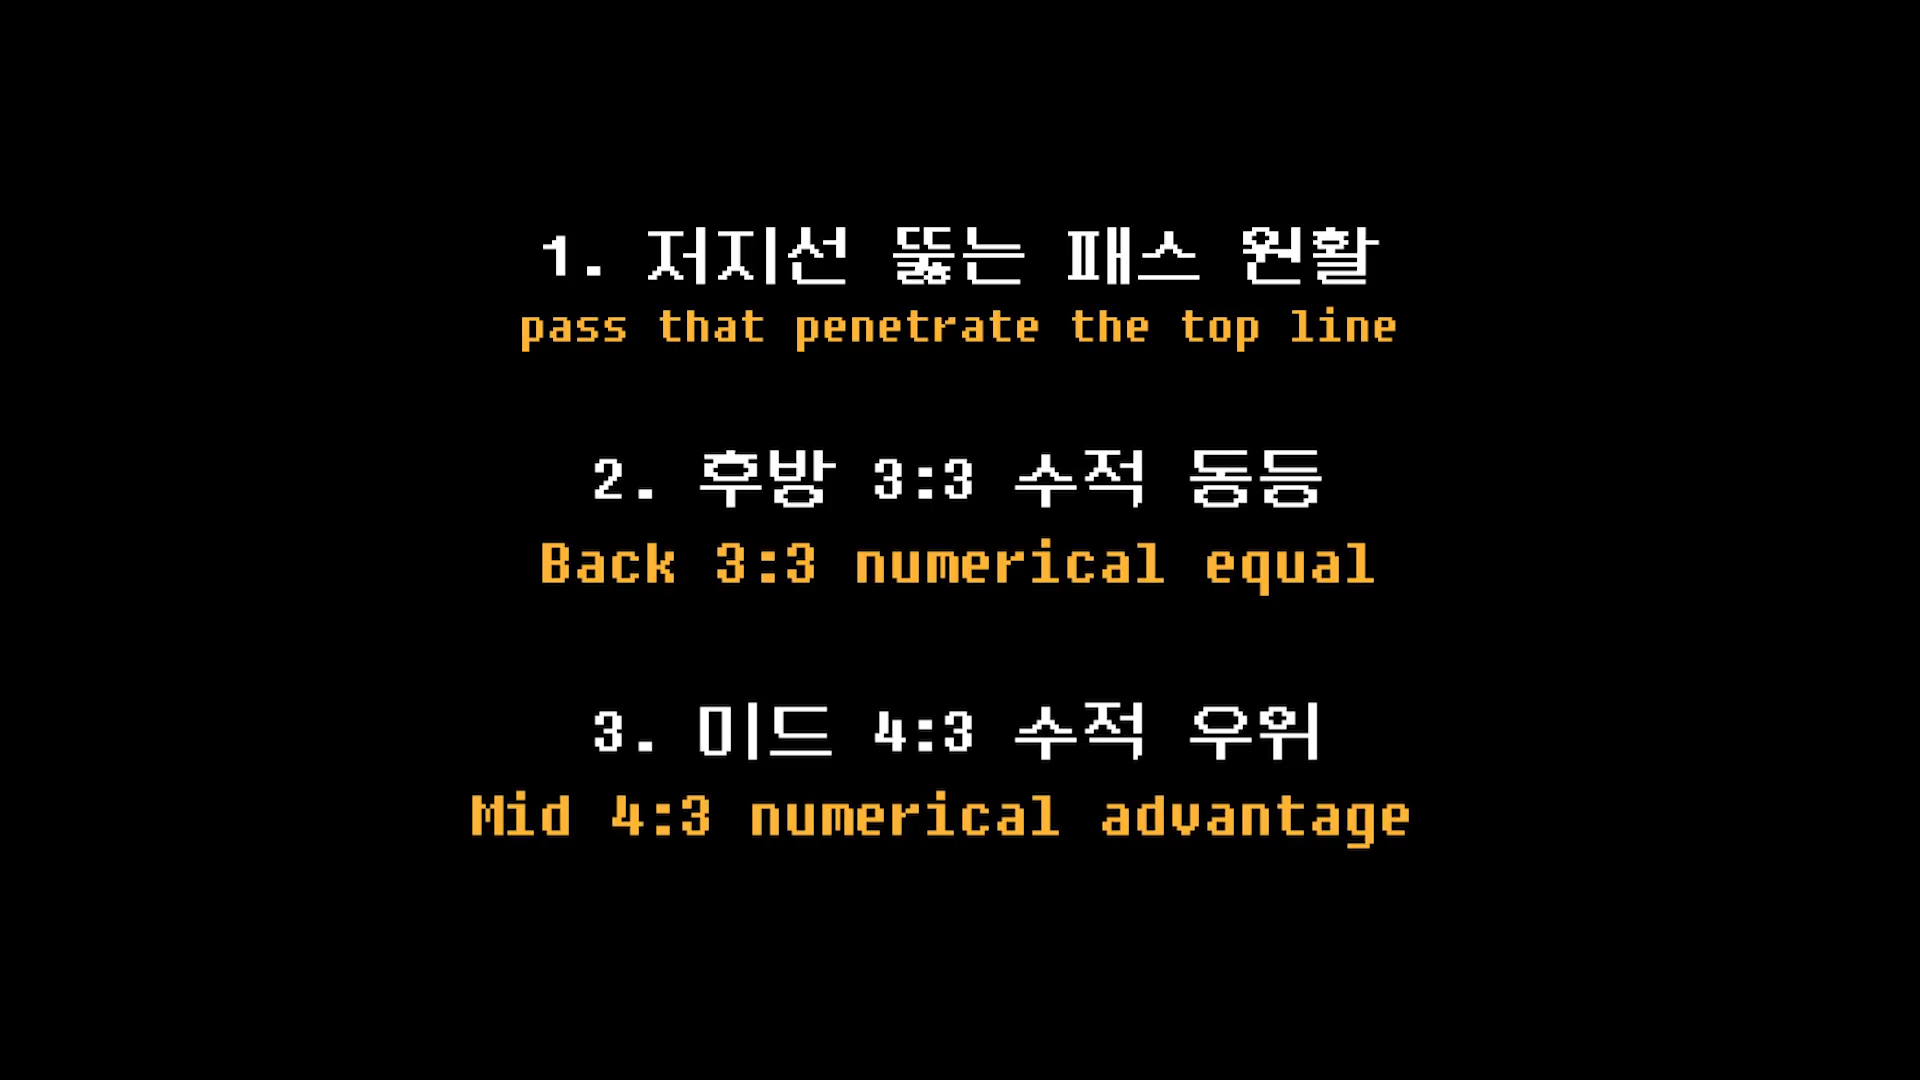 1. 저지선 뚫는 패스 원활
pass that penetrate the top line
2. 후방 3:3 수적 동등
Back 3:3 numerical equal
3. 미드 4:3 수적 우위
Mid 4:3 numerical advantage